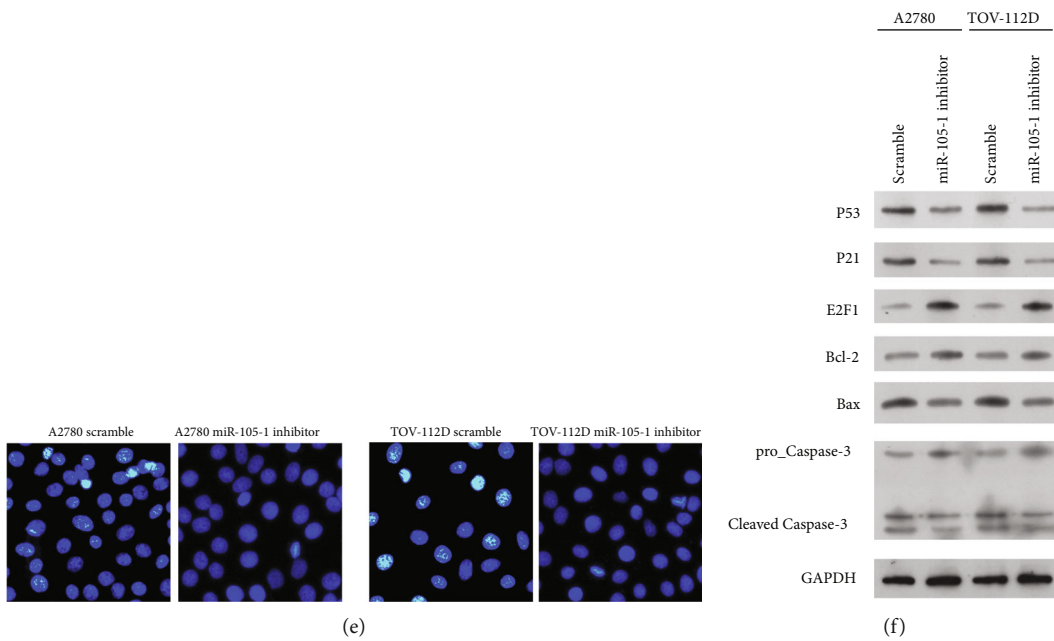 A2780 TOV-112D
Scramble
miR-105-1 inhibitor
Scramble
miR-105-1 inhibitor
P53
P21
E2F1
Bcl-2
Bax
pro_Caspase-3
Cleaved Caspase-3
GAPDH
(f)
A2780 scramble
A2780 miR-105-1 inhibitor
TOV-112D scramble
TOV-112D miR-105-1 inhibitor
(e)